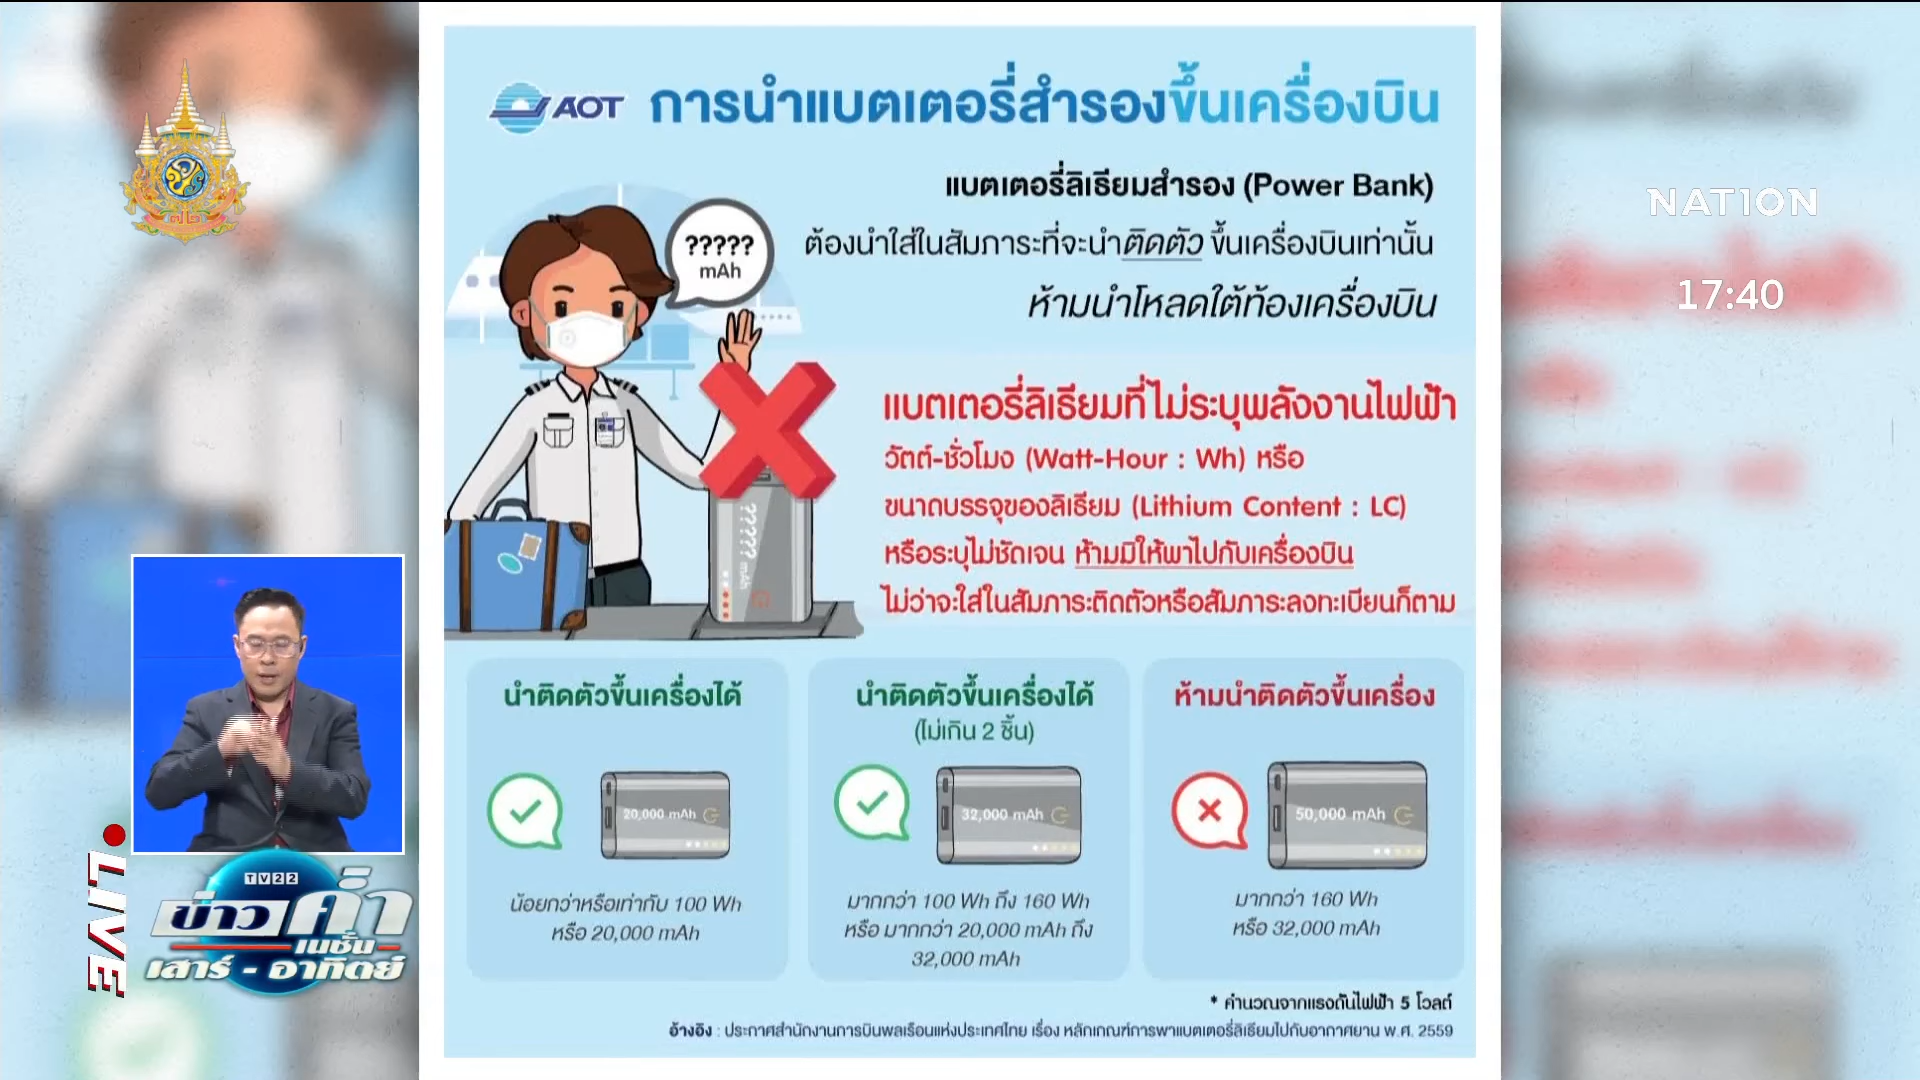 AOT การนำแบตเตอรี่สำรองขึ้นเครื่องบิน
แบตเตอรี่ลิเธียมสำรอง (Power Bank)
ต้องนำใส่ในสัมภาระที่จะนำติดตัว ขึ้นเครื่องบินเท่านั้น
ห้ามนำโหลดใต้ท้องเครื่องบิน
?????
mAh
แบตเตอรี่ลิเธียมที่ไม่ระบุพลังงานไฟฟ้า
วัตต์-ชั่วโมง (Watt-Hour : Wh) หรือ
ขนาดบรรจุของลิเธียม (Lithium Content : LC)
หรือระบุไม่ชัดเจน ห้ามมิให้พาไปกับเครื่องบิน
ไม่ว่าจะใส่ในสัมภาระติดตัวหรือสัมภาระลงทะเบียนก็ตาม
????? mAh
นำติดตัวขึ้นเครื่องได้
20,000 mAh
น้อยกว่าหรือเท่ากับ 100 Wh
หรือ 20,000 mAh
นำติดตัวขึ้นเครื่องได้
(ไม่เกิน 2 ชิ้น)
32,000 mAh
มากกว่า 100 Wh ถึง 160 Wh
หรือ มากกว่า 20,000 mAh ถึง
32,000 mAh
ห้ามนำติดตัวขึ้นเครื่อง
50,000 mAh
มากกว่า 160 Wh
หรือ 32,000 mAh
* คำนวณจากแรงดันไฟฟ้า 5 โวลต์
อ้างอิง : ประกาศสำนักงานการบินพลเรือนแห่งประเทศไทย เรื่อง หลักเกณฑ์การพาแบตเตอรี่ลิเธียมไปกับอากาศยาน พ.ศ. 2559
NATION
17:40
๗๒
LIVE
TV22
ข่าวค่ำ
เนชั่น
เสาร์ - อาทิตย์